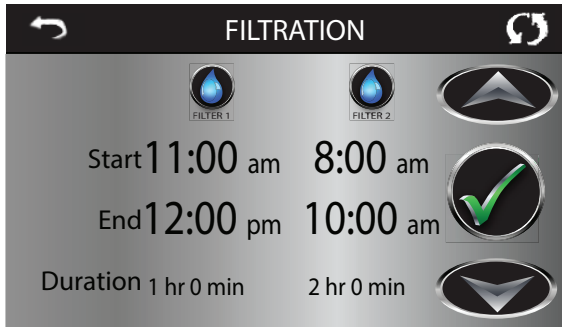 FILTRATION
FILTER 1 FILTER 2
Start 11:00 am 8:00 am
End 12:00 pm 10:00 am
Duration 1 hr 0 min 2 hr 0 min